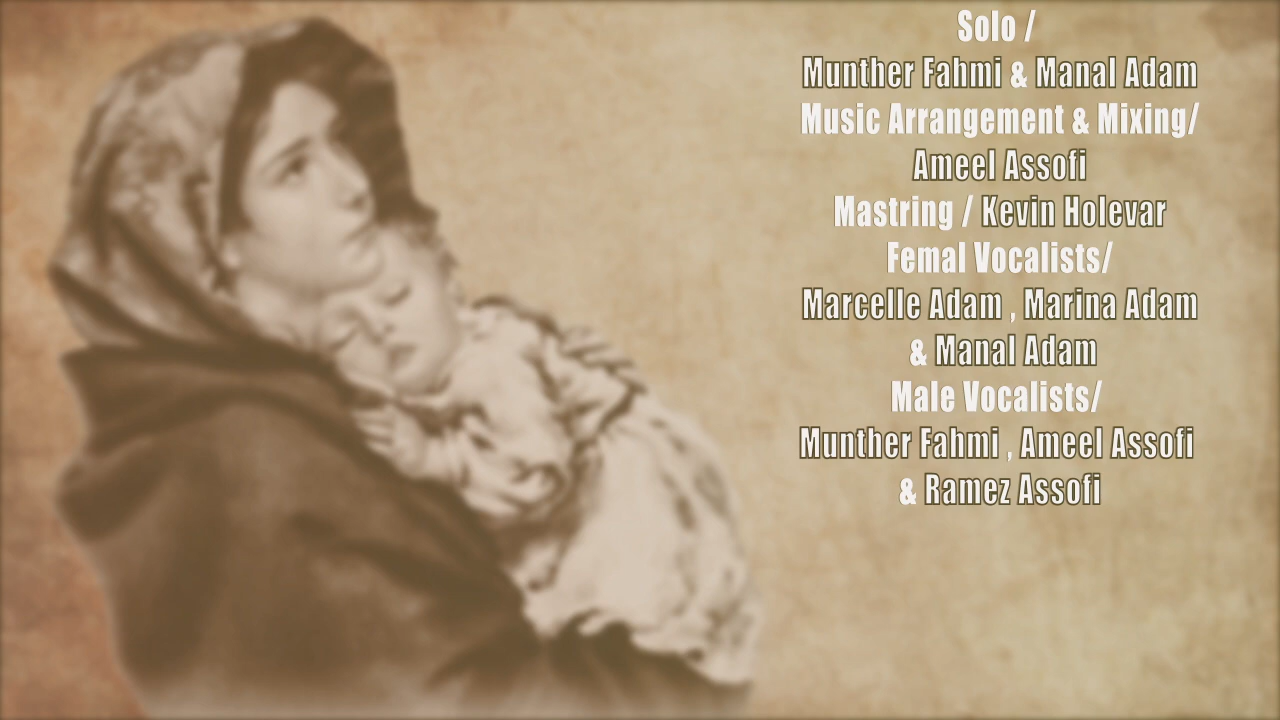 Solo /
Munther Fahmi & Manal Adam
Music Arrangement & Mixing/
Ameel Assofi
Mastring / Kevin Holevar
Femal Vocalists/
Marcelle Adam , Marina Adam
& Manal Adam
Male Vocalists/
Munther Fahmi , Ameel Assofi
& Ramez Assofi